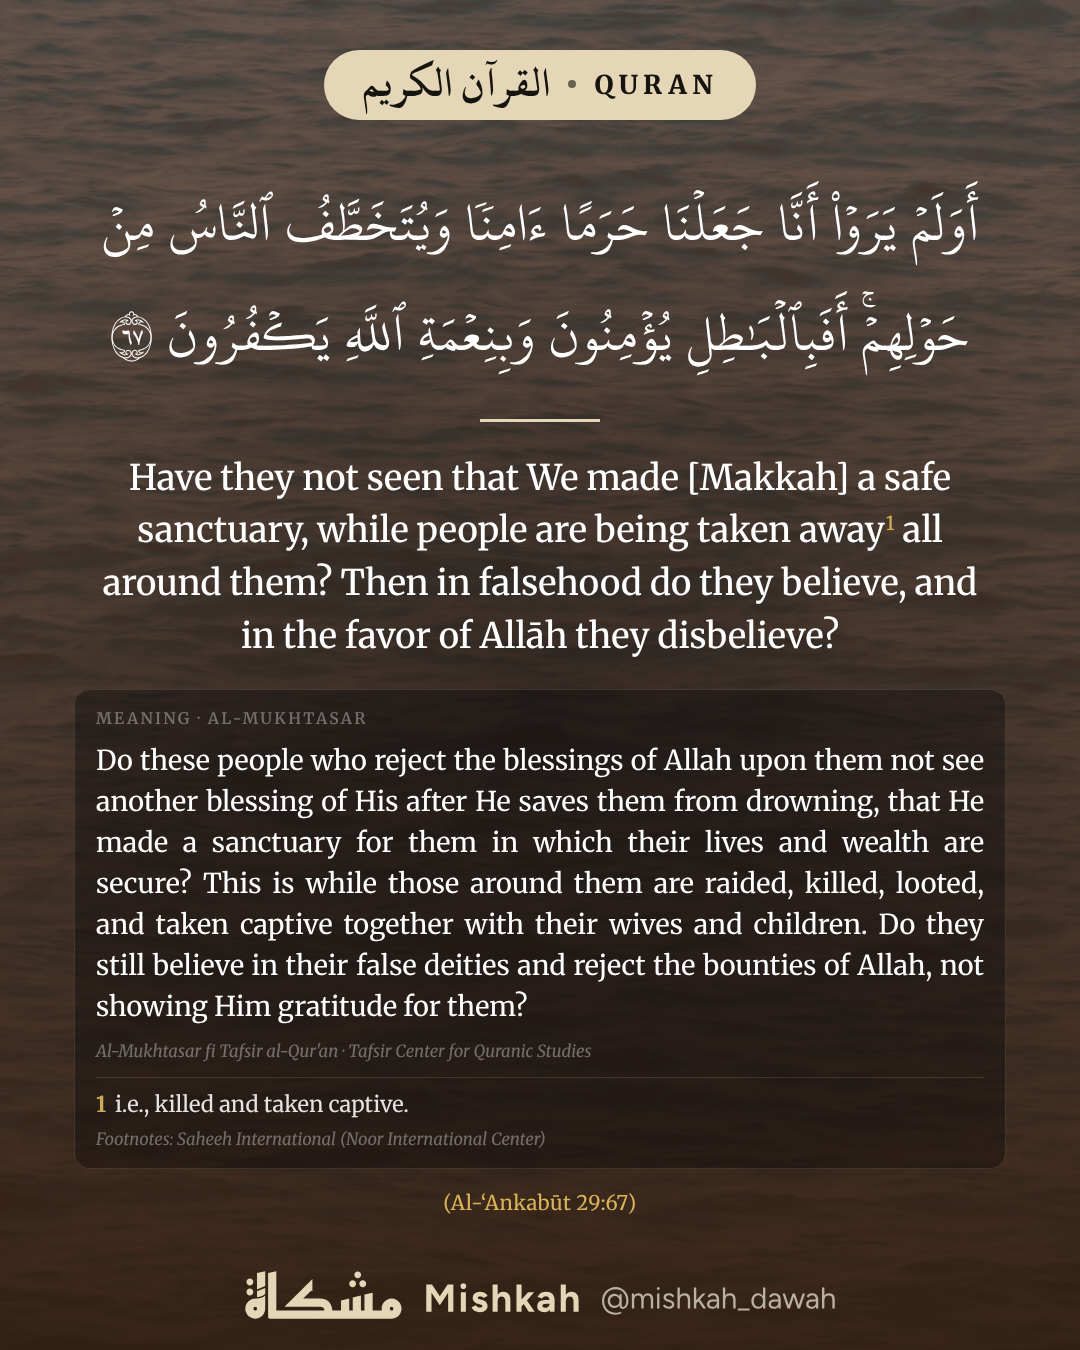 القرآن الكريم • QURAN
أَوَلَمۡ يَرَوۡاْ أَنَّا جَعَلۡنَا حَرَمًا ءَامِنٗا وَيُتَخَطَّفُ ٱلنَّاسُ مِنۡ
حَوۡلِهِمۡۚ أَفَبِٱلۡبَٰطِلِ يُؤۡمِنُونَ وَبِنِعۡمَةِ ٱللَّهِ يَكۡفُرُونَ ٦٧
Have they not seen that We made [Makkah] a safe
sanctuary, while people are being taken away1 all
around them? Then in falsehood do they believe, and
in the favor of Allāh they disbelieve?
MEANING · AL-MUKHTASAR
Do these people who reject the blessings of Allah upon them not see
another blessing of His after He saves them from drowning, that He
made a sanctuary for them in which their lives and wealth are
secure? This is while those around them are raided, killed, looted,
and taken captive together with their wives and children. Do they
still believe in their false deities and reject the bounties of Allah, not
showing Him gratitude for them?
Al-Mukhtasar fi Tafsir al-Qur'an · Tafsir Center for Quranic Studies
1 i.e., killed and taken captive.
Footnotes: Saheeh International (Noor International Center)
(Al-‘Ankabūt 29:67)
مشكاة Mishkah @mishkah_dawah